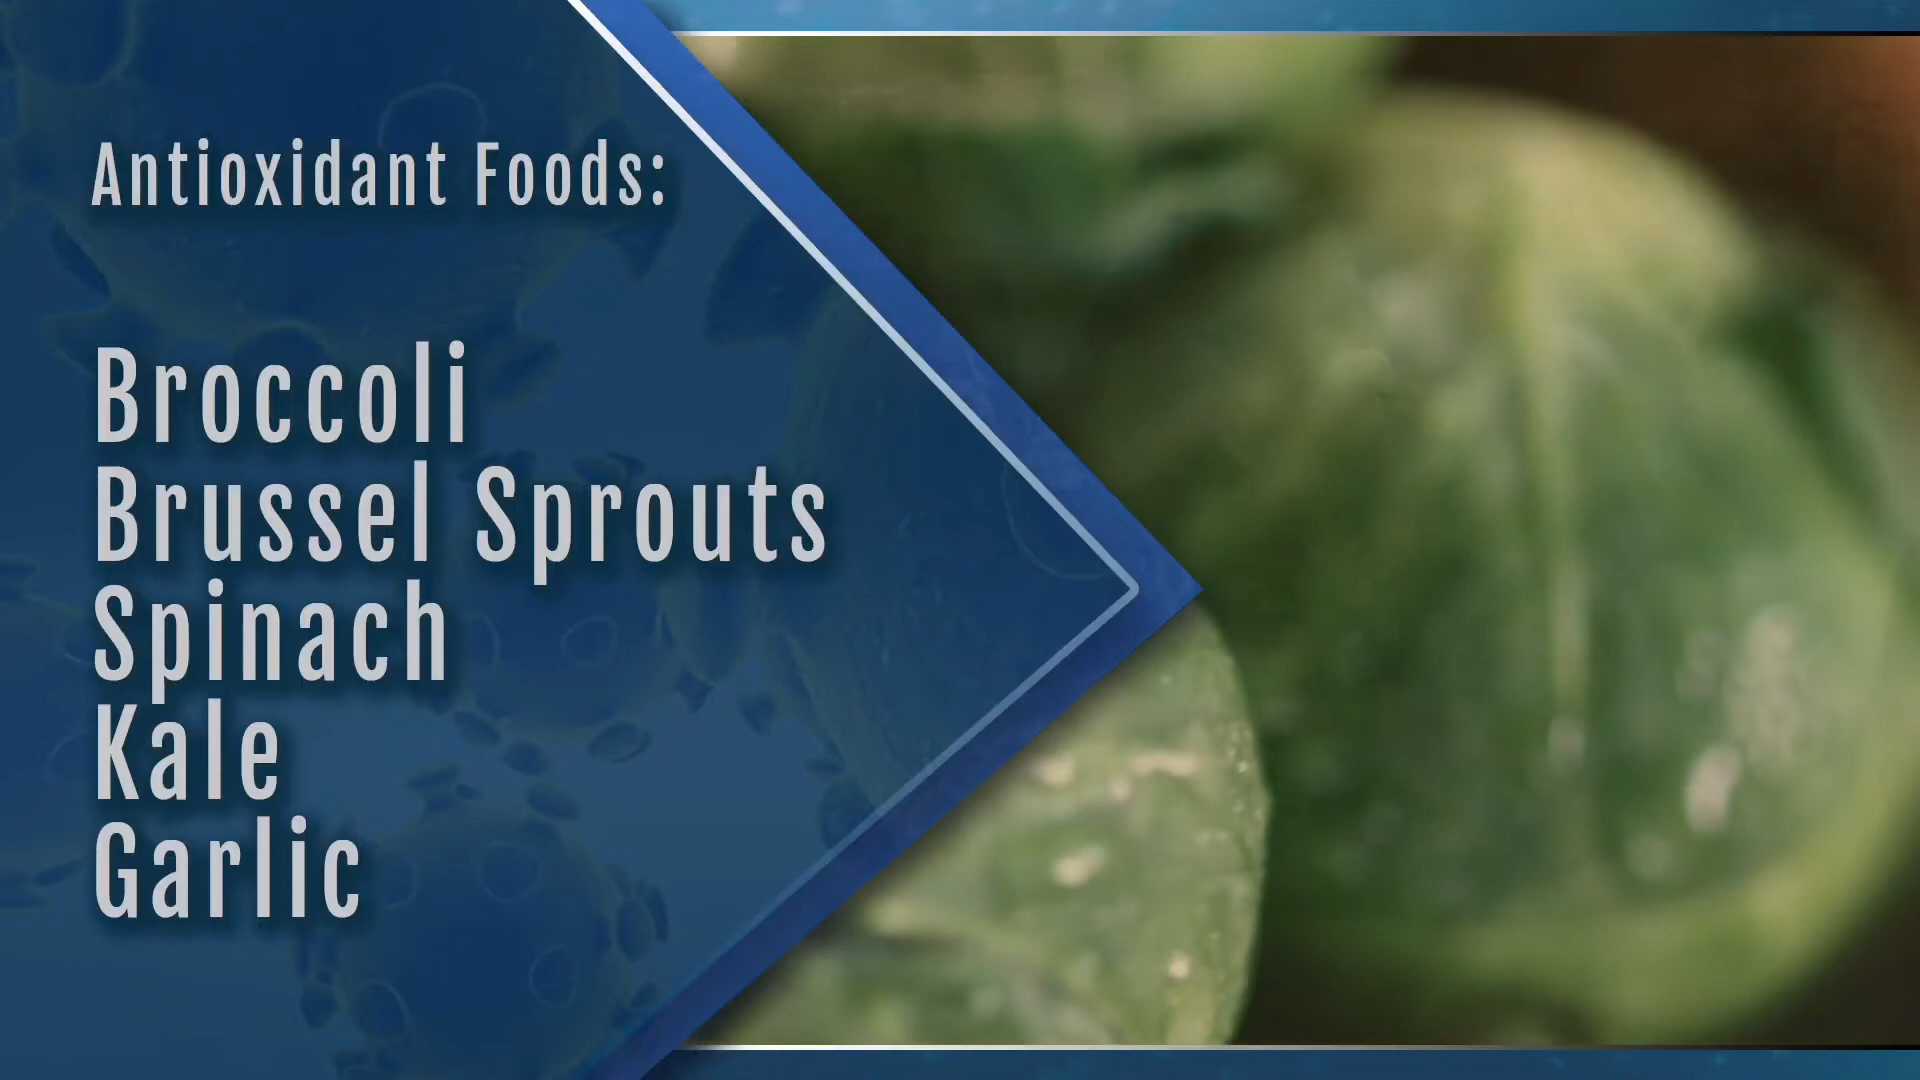 Antioxidant Foods:
Broccoli
Brussel Sprouts
Spinach
Kale
Garlic